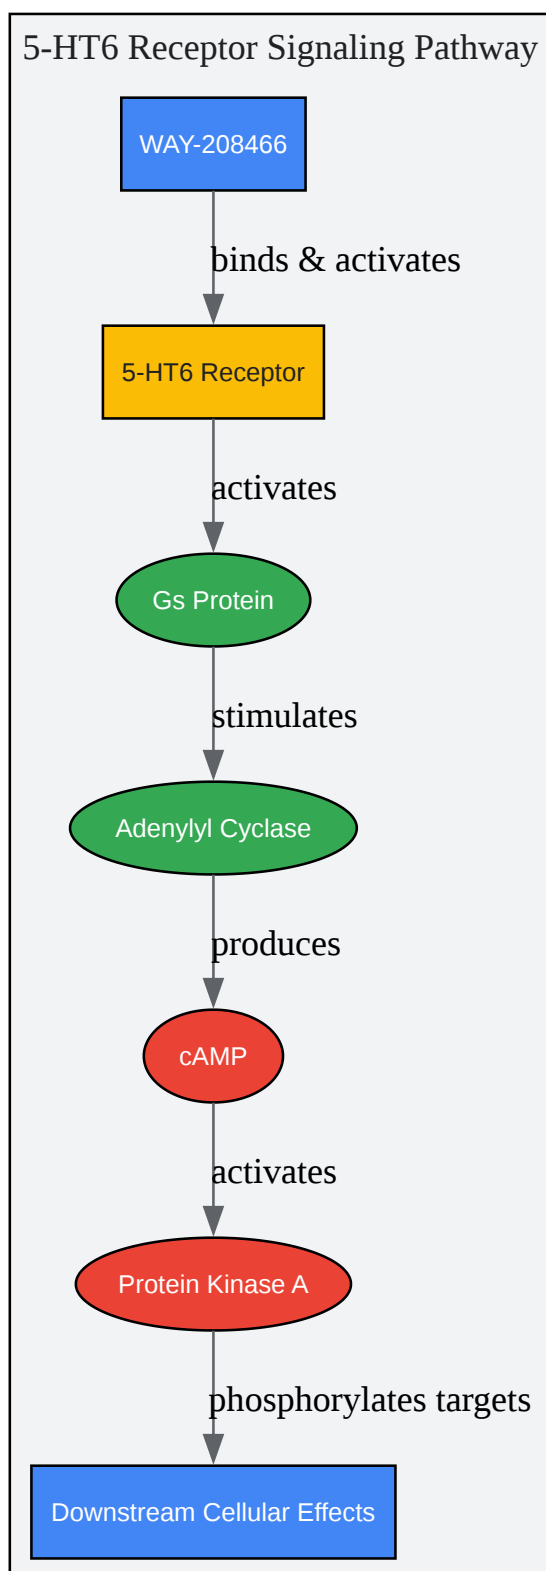 5-HT6 Receptor Signaling Pathway
WAY-208466
binds & activates
5-HT6 Receptor
activates
Gs Protein
stimulates
Adenylyl Cyclase
produces
cAMP
activates
Protein Kinase A
phosphorylates targets
Downstream Cellular Effects